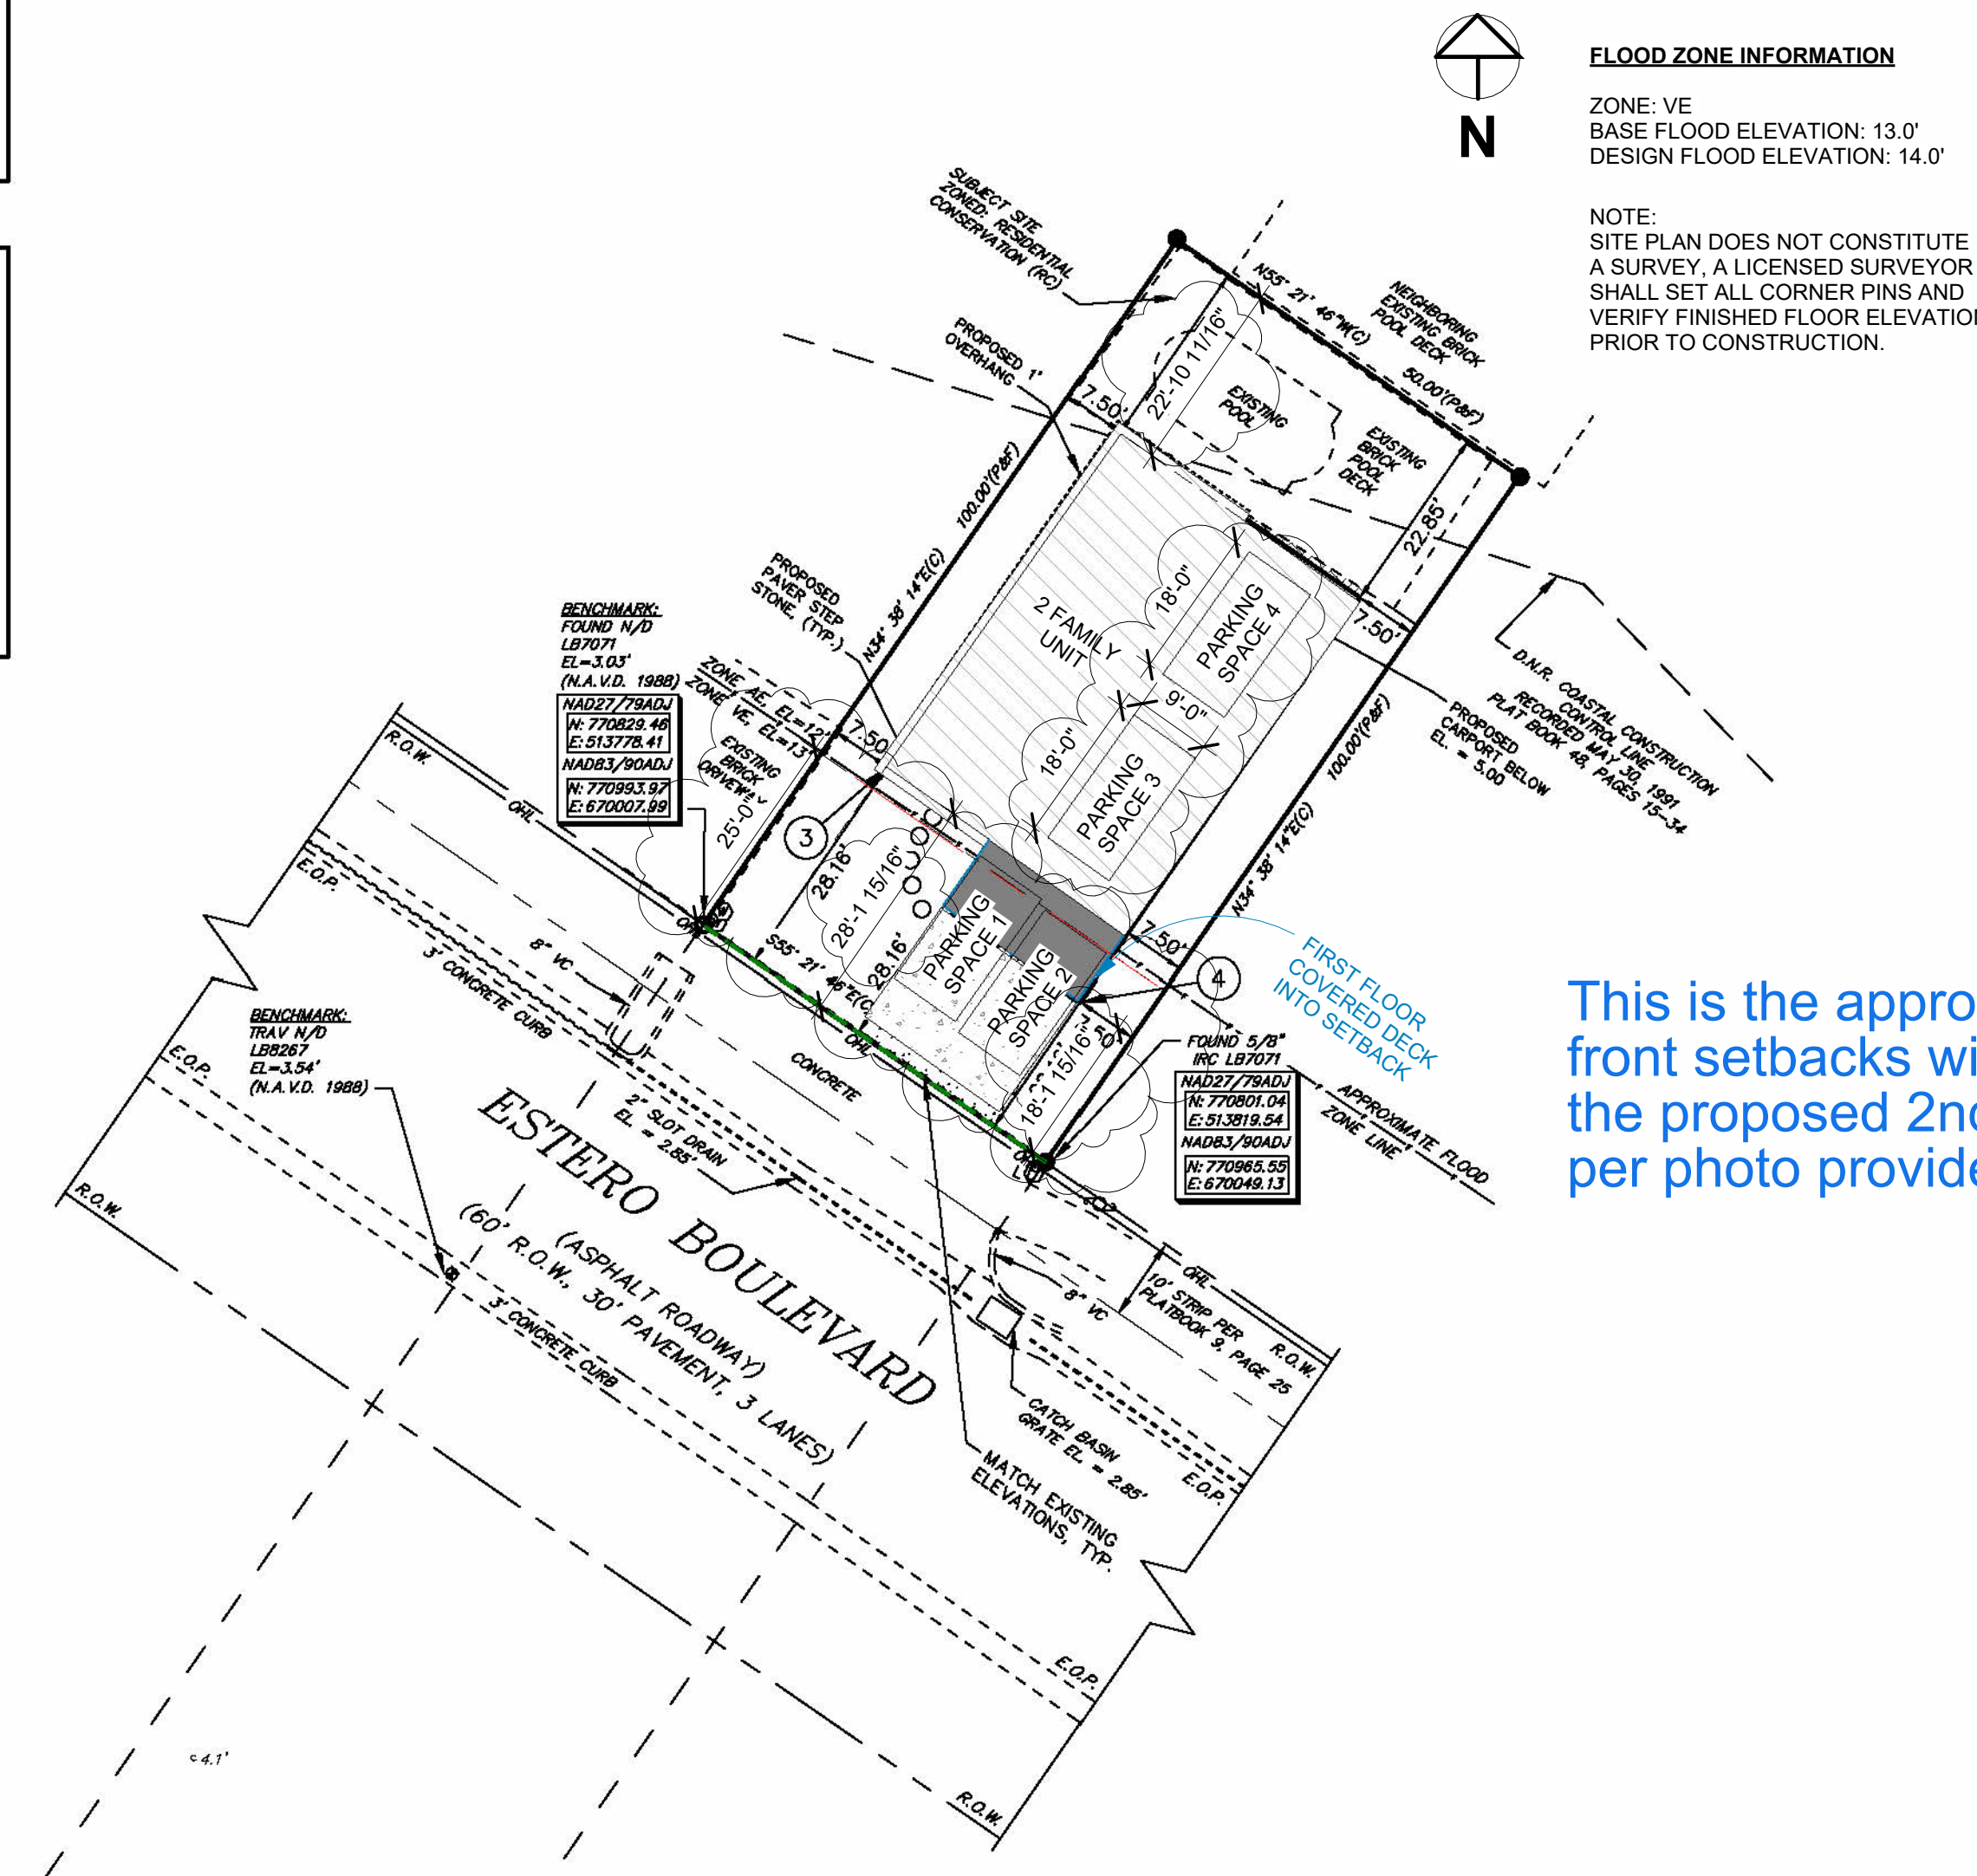 N
FLOOD ZONE INFORMATION
ZONE: VE
BASE FLOOD ELEVATION: 13.0'
DESIGN FLOOD ELEVATION: 14.0'
NOTE:
SITE PLAN DOES NOT CONSTITUTE
A SURVEY, A LICENSED SURVEYOR
SHALL SET ALL CORNER PINS AND
VERIFY FINISHED FLOOR
PRIOR TO CONSTRUCTION.
SUBJECT SITE
ZONED: RESIDENTIAL
CONSERVATION (RC)
N55° 21' 46"W(C)
50.00'(P&F)
NEIGHBORING
EXISTING BRICK
POOL DECK
PROPOSED 1'
OVERHANG
7.50'
22'-10 11/16"
EXISTING
POOL
EXISTING
BRICK
POOL
DECK
22.85'
100.00'(P&F)
N34° 38' 14"E(C)
PROPOSED
PAVER STEP
STONE, (TYP.)
2 FAMILY
UNIT
18'-0"
PARKING
SPACE 4
7.50'
9'-0"
18'-0"
PARKING
SPACE 3
BENCHMARK:
FOUND N/D
LB7071
EL=3.03'
(N.A.V.D. 1988)
NAD27/79ADJ
N: 770829.46
E: 513778.41
NAD83/90ADJ
N: 770993.97
E: 670007.99
ZONE AE, EL=12'
ZONE VE, EL=13'
7.50'
EXISTING
BRICK
25'-0"
3
28.16'
28'-1 15/16"
28.16'
S55° 21' 46"E(C)
PARKING
SPACE 1
PARKING
SPACE 2
7.50'
4
7.50'
18'-1 15/16"
100.00'(P&F)
N34° 38' 14"E(C)
PROPOSED
CARPORT BELOW
EL. = 5.00
D.N.R. COASTAL CONSTRUCTION
CONTROL LINE
RECORDED MAY 30, 1991
PLAT BOOK 48, PAGES 15-34
FIRST FLOOR
COVERED DECK
INTO SETBACK
FOUND 5/8"
IRC LB7071
NAD27/79ADJ
N: 770801.04
E: 513819.54
NAD83/90ADJ
N: 770965.55
E: 670049.13
APPROXIMATE FLOOD
ZONE LINE
This is the
front setbacks
the proposed
per photo
R.O.W.
OHL
E.O.P.
8" VC
3' CONCRETE CURB
BENCHMARK:
TRAV N/D
LB8267
EL=3.54'
(N.A.V.D. 1988)
E.O.P.
R.O.W.
CONCRETE
OHL
2" SLOT DRAIN
EL. = 2.85'
ESTERO BOULEVARD
(ASPHALT ROADWAY)
(60' R.O.W., 30' PAVEMENT, 3 LANES)
3' CONCRETE CURB
8" VC
OHL
10' STRIP PER
PLATBOOK 9, PAGE 25
R.O.W.
CATCH BASIN
GRATE EL. = 2.85'
E.O.P.
MATCH EXISTING
ELEVATIONS, TYP.
E.O.P.
R.O.W.
4.1'